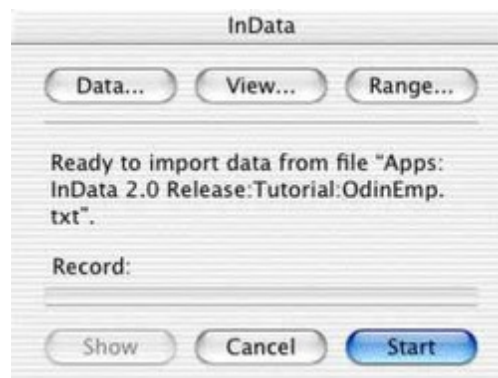 InData
Data... View... Range...
Ready to import data from file “Apps:
InData 2.0 Release:Tutorial:OdinEmp.
txt”.
Record:
Show Cancel Start